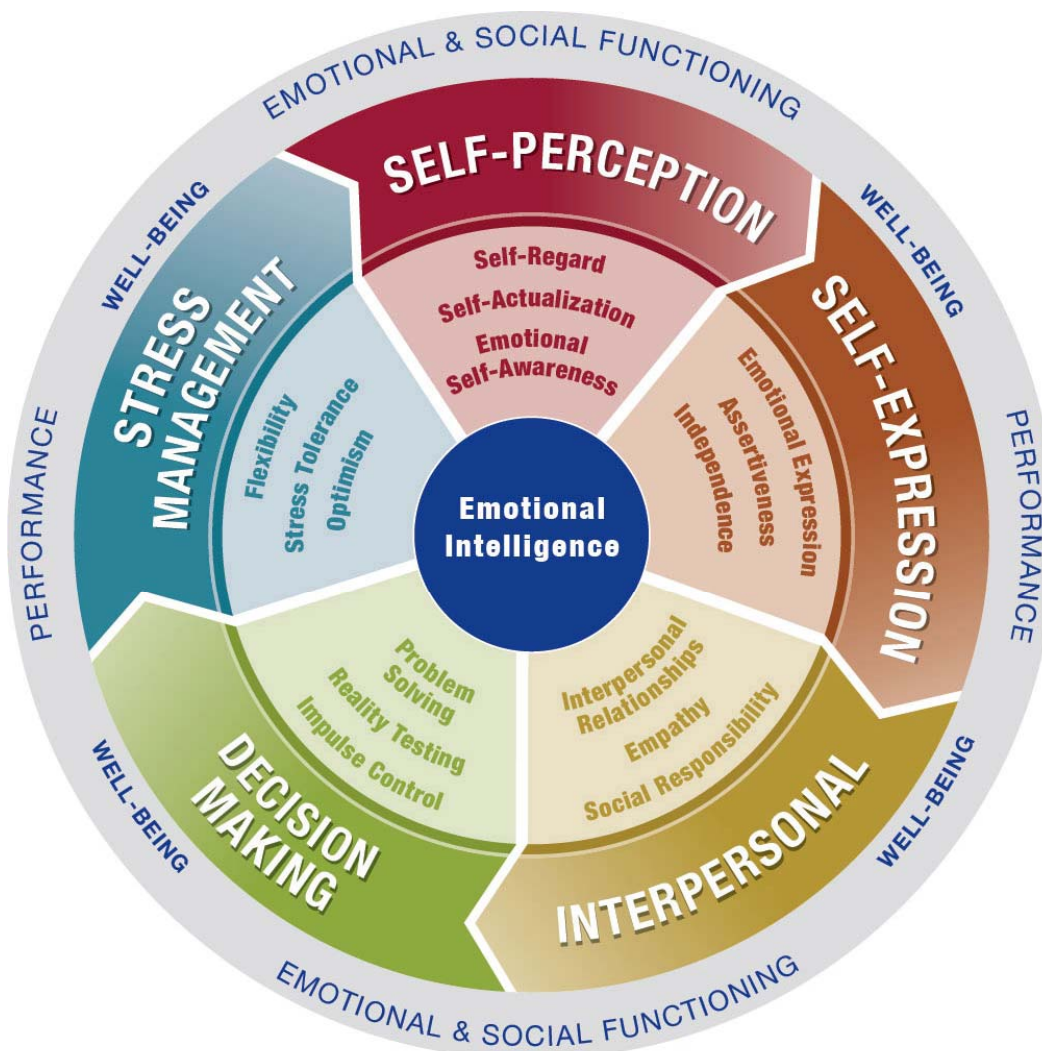 EMOTIONAL & SOCIAL FUNCTIONING
WELL-BEING
WELL-BEING
PERFORMANCE
PERFORMANCE
WELL-BEING
WELL-BEING
EMOTIONAL & SOCIAL FUNCTIONING
SELF-PERCEPTION
Self-Regard
Self-Actualization
Emotional
Self-Awareness
SELF-EXPRESSION
Emotional Expression
Assertiveness
Independence
INTERPERSONAL
Interpersonal
Relationships
Empathy
Social Responsibility
DECISION
MAKING
Problem
Solving
Reality Testing
Impulse Control
STRESS
MANAGEMENT
Flexibility
Stress Tolerance
Optimism
Emotional
Intelligence